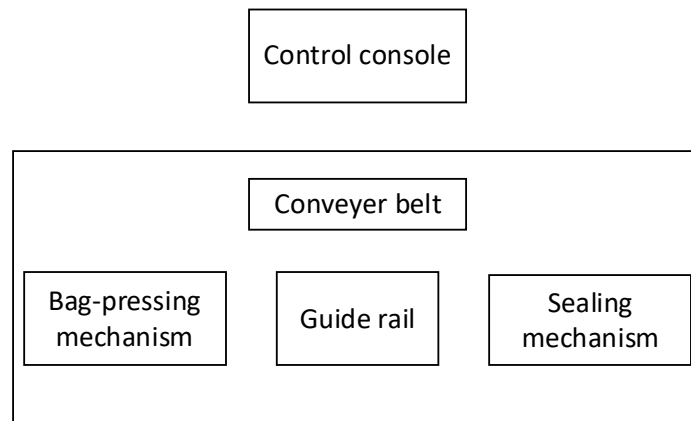 Control console
Conveyer belt
Bag-pressing
mechanism
Guide rail
Sealing
mechanism